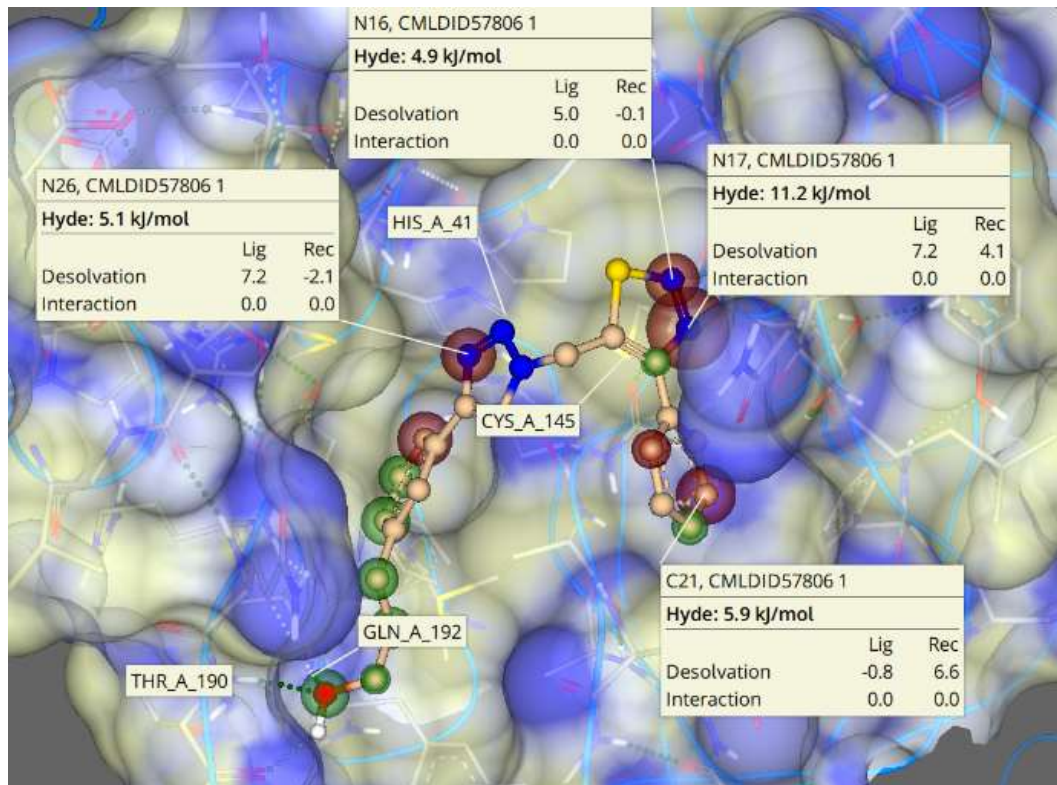 N16, CMLDID57806 1
Hyde: 4.9 kJ/mol
Lig Rec
Desolvation 5.0 -0.1
Interaction 0.0 0.0
N17, CMLDID57806 1
Hyde: 11.2 kJ/mol
Lig Rec
Desolvation 7.2 4.1
Interaction 0.0 0.0
N26, CMLDID57806 1
Hyde: 5.1 kJ/mol
Lig Rec
Desolvation 7.2 -2.1
Interaction 0.0 0.0
HIS_A_41
CYS_A_145
C21, CMLDID57806 1
Hyde: 5.9 kJ/mol
Lig Rec
Desolvation -0.8 6.6
Interaction 0.0 0.0
GLN_A_192
THR_A_190